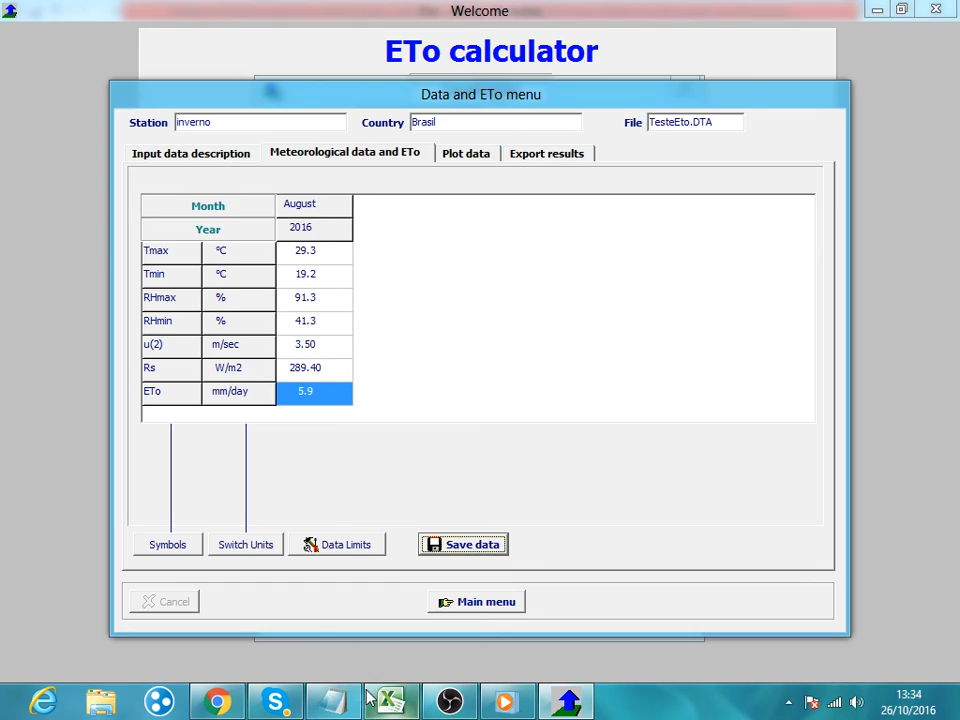 Welcome
ETo calculator
Data and ETo menu
Station inverno Country Brasil File TesteEto.DTA
Input data description Meteorological data and ETo Plot data Export results
Month August
Year 2016
Tmax °C 29.3
Tmin °C 19.2
RHmax % 91.3
RHmin % 41.3
u(2) m/sec 3.50
Rs W/m2 289.40
ETo mm/day 5.9
Symbols Switch Units Data Limits Save data
Cancel Main menu
13:34
26/10/2016